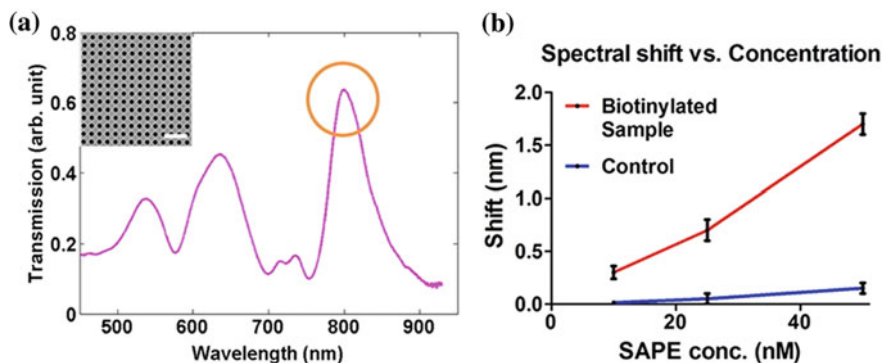 (a)
0.8
0.6
0.4
0.2
0
Transmission (arb. unit)
500 600 700 800 900
Wavelength (nm)
(b)
Spectral shift vs. Concentration
2.0
1.5
1.0
0.5
0.0
Shift (nm)
Biotinylated
Sample
Control
20 40
SAPE conc. (nM)